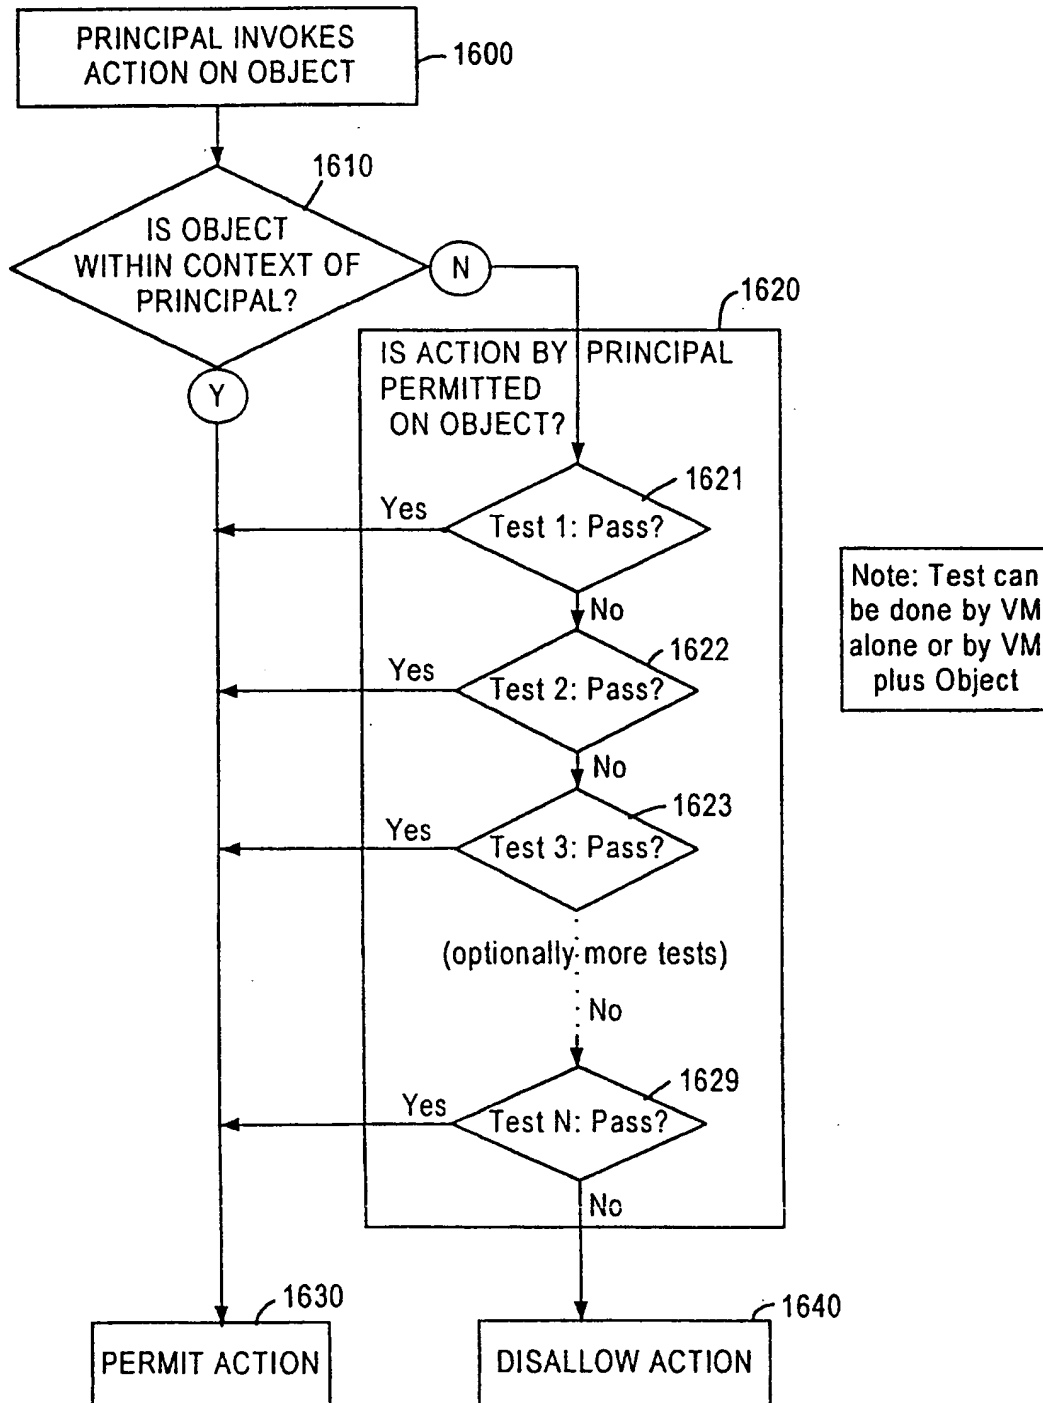 PRINCIPAL INVOKES
ACTION ON OBJECT
1600
1610
IS OBJECT
WITHIN CONTEXT OF
PRINCIPAL?
N
Y
1620
IS ACTION BY PRINCIPAL
PERMITTED
ON OBJECT?
1621
Yes
Test 1: Pass?
No
1622
Yes
Test 2: Pass?
No
1623
Yes
Test 3: Pass?
(optionally more tests)
No
1629
Yes
Test N: Pass?
No
Note: Test can
be done by VM
alone or by VM
plus Object
1630
PERMIT ACTION
1640
DISALLOW ACTION